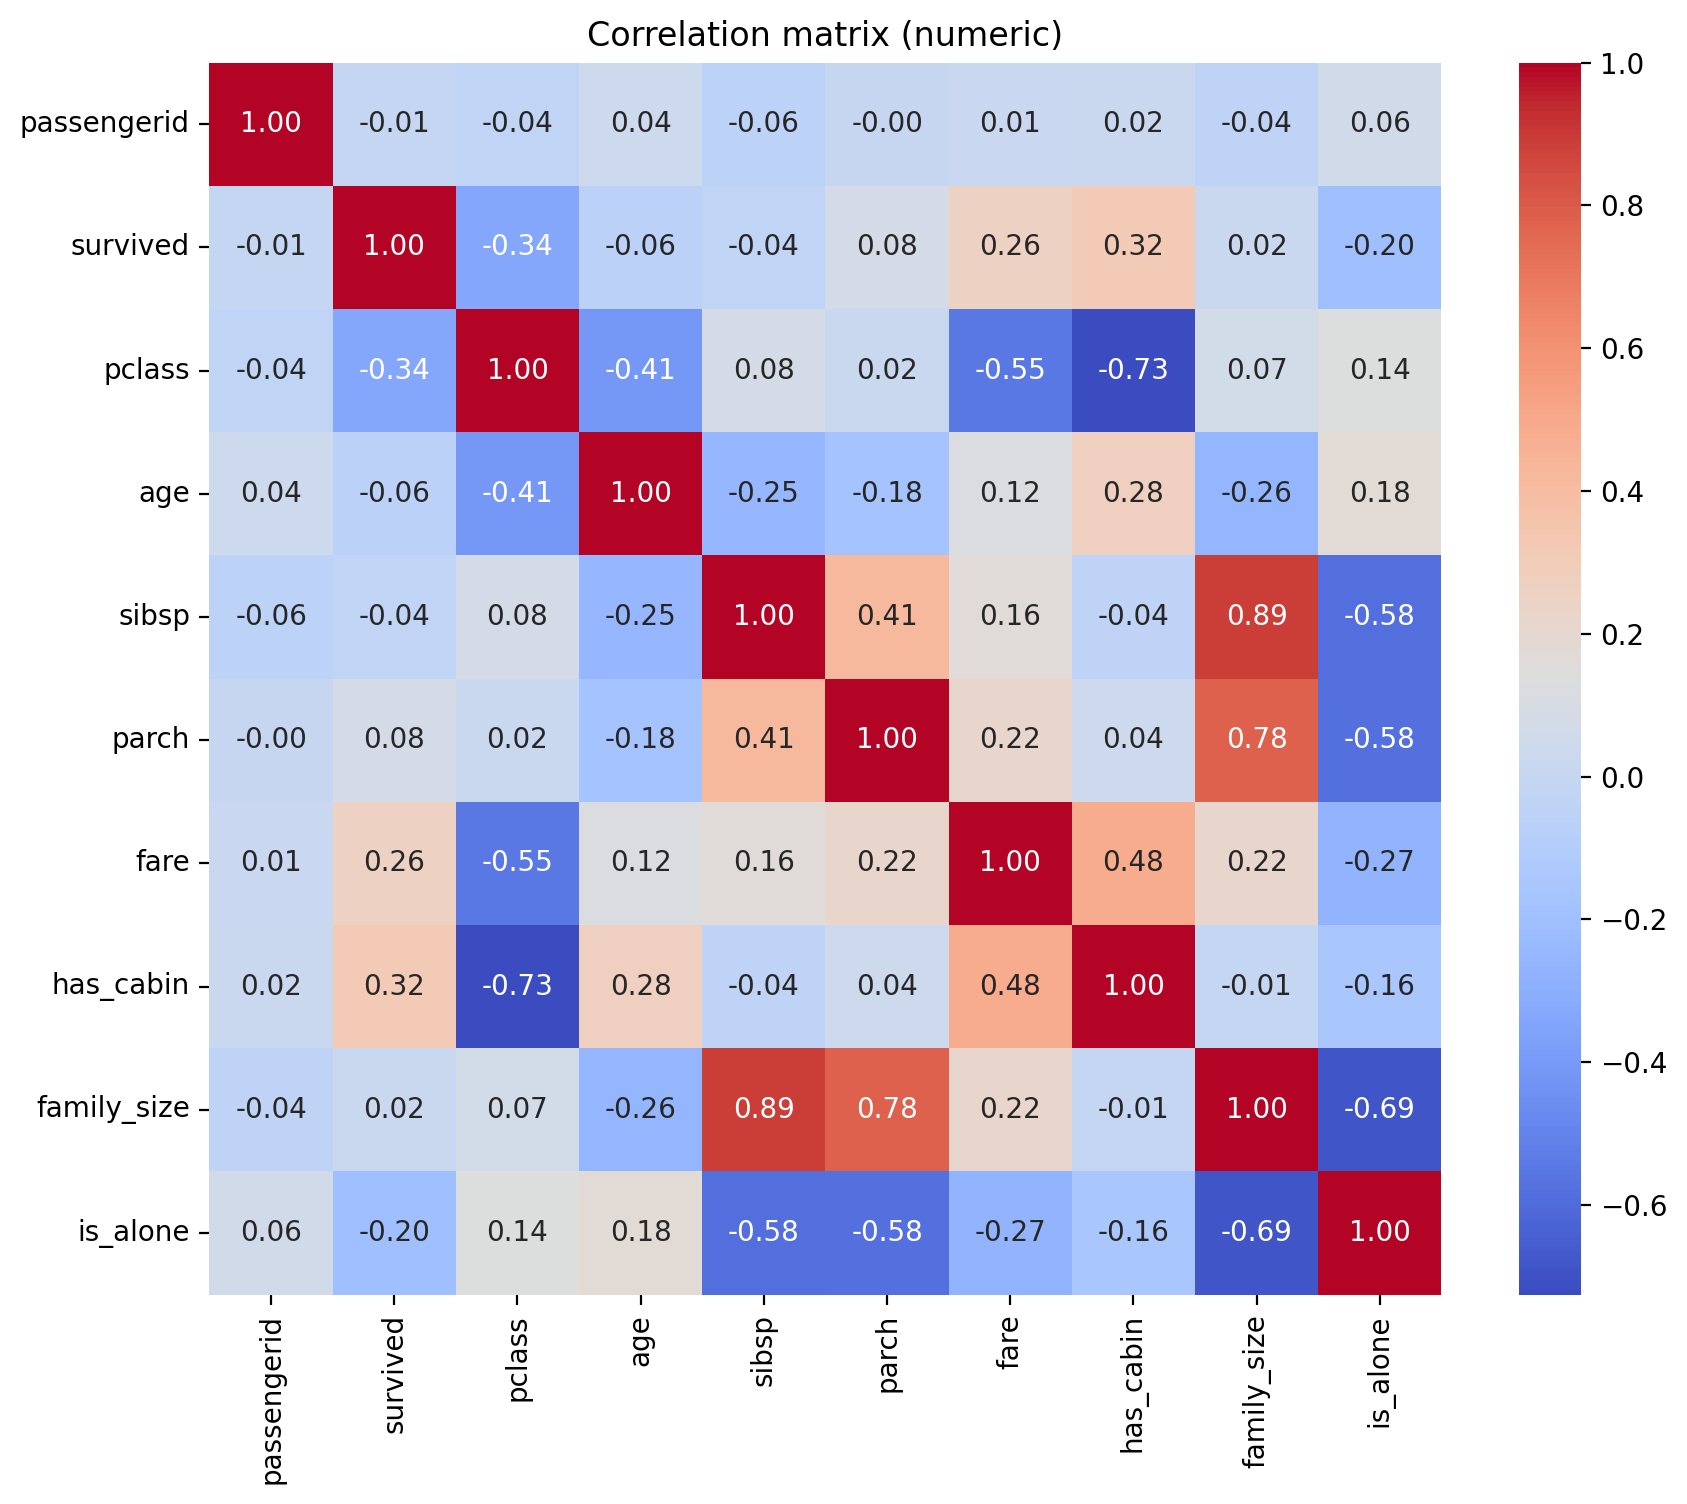 Correlation matrix (numeric)
passengerid 1.00 -0.01 -0.04 0.04 -0.06 -0.00 0.01 0.02 -0.04 0.06
survived -0.01 1.00 -0.34 -0.06 -0.04 0.08 0.26 0.32 0.02 -0.20
pclass -0.04 -0.34 1.00 -0.41 0.08 0.02 -0.55 -0.73 0.07 0.14
age 0.04 -0.06 -0.41 1.00 -0.25 -0.18 0.12 0.28 -0.26 0.18
sibsp -0.06 -0.04 0.08 -0.25 1.00 0.41 0.16 -0.04 0.89 -0.58
parch -0.00 0.08 0.02 -0.18 0.41 1.00 0.22 0.04 0.78 -0.58
fare 0.01 0.26 -0.55 0.12 0.16 0.22 1.00 0.48 0.22 -0.27
has_cabin 0.02 0.32 -0.73 0.28 -0.04 0.04 0.48 1.00 -0.01 -0.16
family_size -0.04 0.02 0.07 -0.26 0.89 0.78 0.22 -0.01 1.00 -0.69
is_alone 0.06 -0.20 0.14 0.18 -0.58 -0.58 -0.27 -0.16 -0.69 1.00
passengerid survived pclass age sibsp parch fare has_cabin family_size is_alone
1.0
0.8
0.6
0.4
0.2
0.0
−0.2
−0.4
−0.6